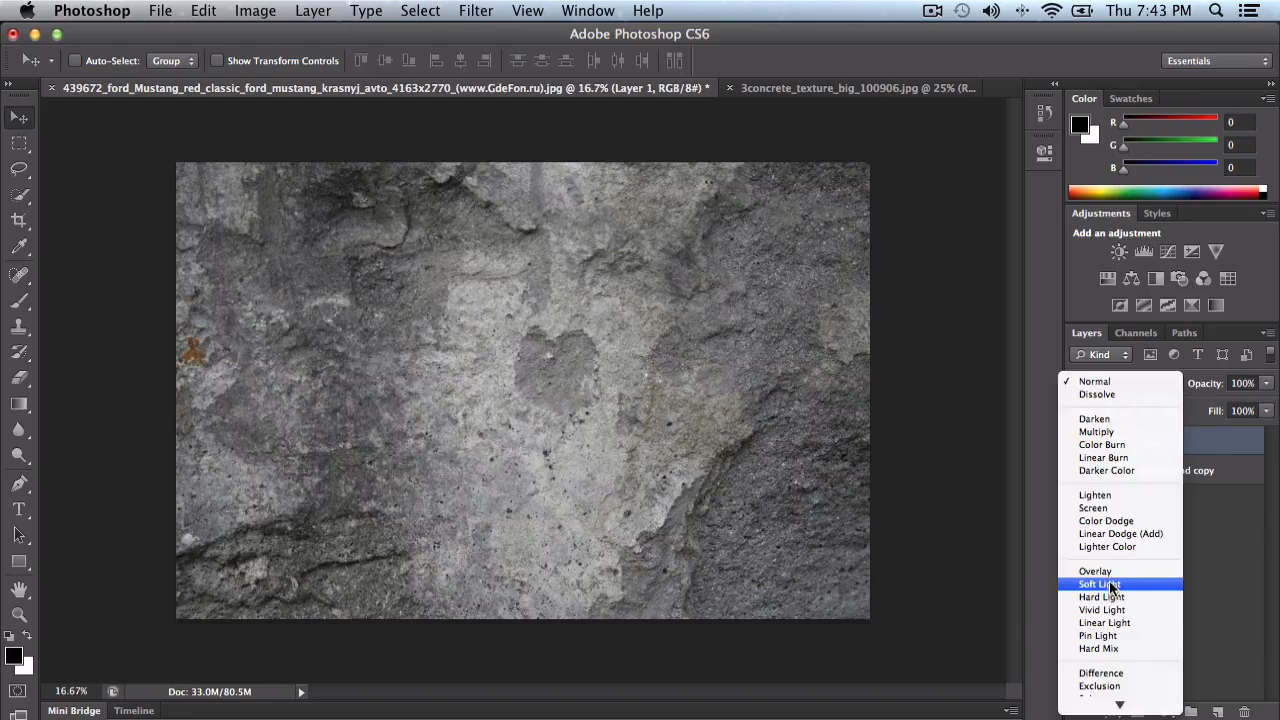 Photoshop File Edit Image Layer Type Select Filter View Window Help Thu 7:43 PM
Adobe Photoshop CS6
Auto-Select: Group Show Transform Controls Essentials
439672_ford_Mustang_red_classic_ford_mustang_krasnyj_avto_4163x2770_(www.GdeFon.ru).jpg @ 16.7% (Layer 1, RGB/8#) * 3concrete_texture_big_100906.jpg @ 25% (R...
Color Swatches
R 0
G 0
B 0
Adjustments Styles
Add an adjustment
Layers Channels Paths
Kind
Normal
Opacity: 100%
Dissolve
Fill: 100%
Darken
Multiply
Color Burn
Linear Burn
Darker Color
d copy
Lighten
Screen
Color Dodge
Linear Dodge (Add)
Lighter Color
Overlay
Soft Light
Hard Light
Vivid Light
Linear Light
Pin Light
Hard Mix
Difference
Exclusion
16.67% Doc: 33.0M/80.5M
Mini Bridge Timeline